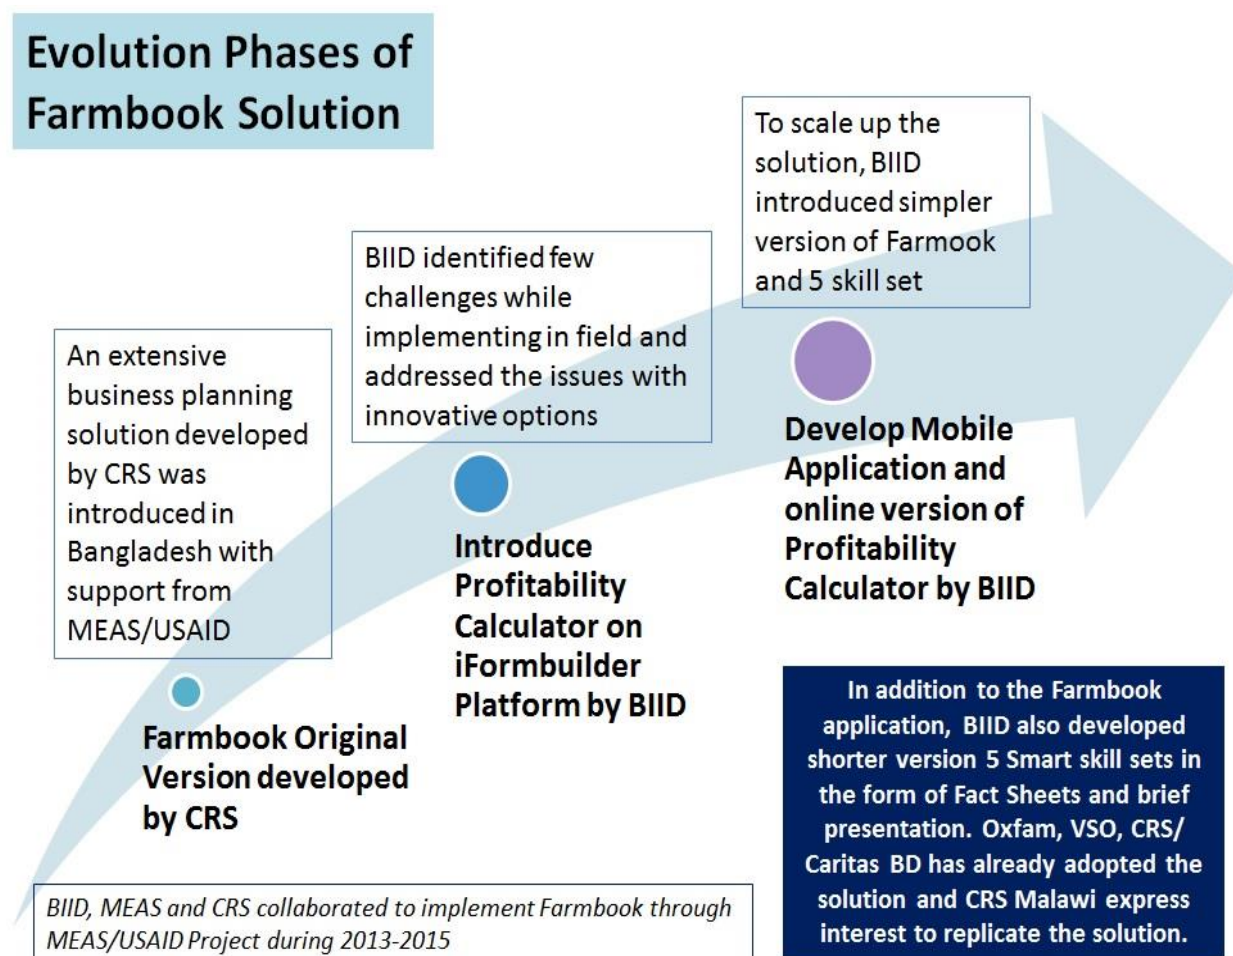 Evolution Phases of
Farmbook Solution
An extensive
business planning
solution developed
by CRS was
introduced in
Bangladesh with
support from
MEAS/USAID
Farmbook Original
Version developed
by CRS
BIID identified few
challenges while
implementing in field and
addressed the issues with
innovative options
Introduce
Profitability
Calculator on
iFormbuilder
Platform by BIID
To scale up the
solution, BIID
introduced simpler
version of Farmook
and 5 skill set
Develop Mobile
Application and
online version of
Profitability
Calculator by BIID
In addition to the Farmbook
application, BIID also developed
shorter version 5 Smart skill sets in
the form of Fact Sheets and brief
presentation. Oxfam, VSO, CRS/
Caritas BD has already adopted the
solution and CRS Malawi express
interest to replicate the solution.
BIID, MEAS and CRS collaborated to implement Farmbook through
MEAS/USAID Project during 2013-2015